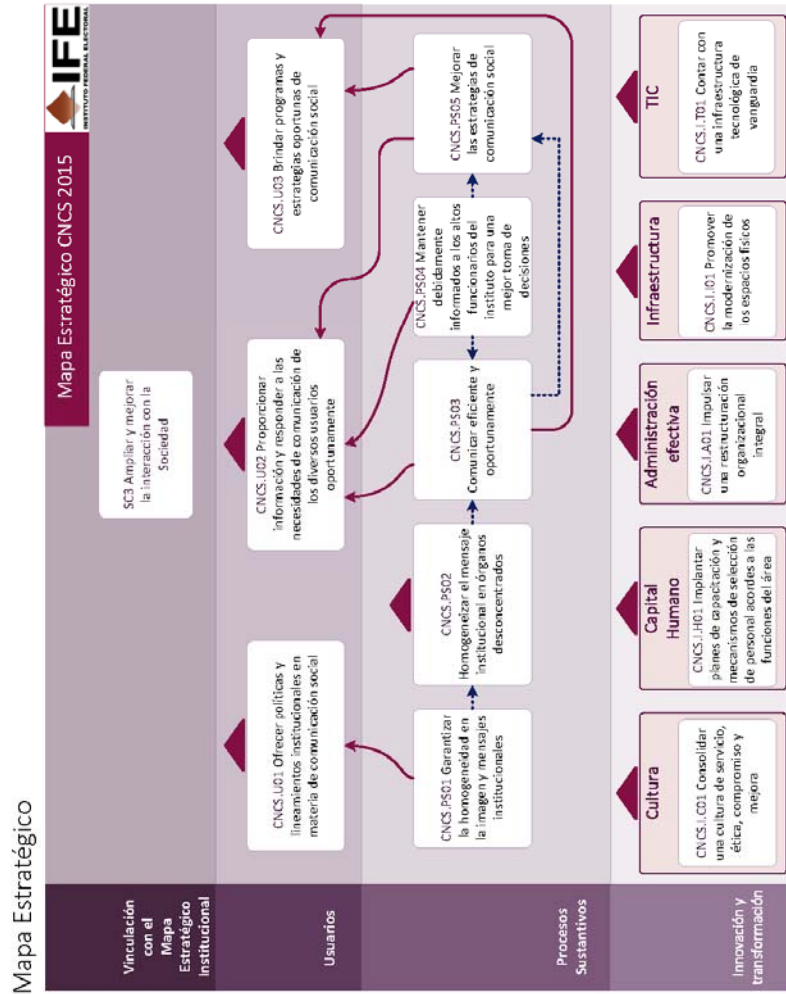 Mapa Estratégico
Mapa Estratégico CNCS 2015
IFE
INSTITUTO FEDERAL ELECTORAL
Vinculación
con el
Mapa
Estratégico
Institucional
SC3 Ampliar y mejorar
la interacción con la
Sociedad
Usuarios
CNCS.U01 Ofrecer políticas y
lineamientos institucionales en
materia de comunicación social
CNCS.U02 Proporcionar
información y responder a las
necesidades de comunicación de
los diversos usuarios
oportunamente
CNCS.U03 Brindar programas y
estrategias oportunas de
comunicación social
Procesos
Sustantivos
CNCS.PS01 Garantizar
la homogeneidad en
la imagen y mensajes
institucionales
CNCS.PS02
Homogeneizar el mensaje
institucional en órganos
desconcentrados
CNCS.PS03
Comunicar eficiente y
oportunamente
CNCS.PS04 Mantener
debidamente
informados a los altos
funcionarios del
instituto para una
mejor toma de
decisiones
CNCS.PS05 Mejorar
las estrategias de
comunicación social
Innovación y
transformación
Cultura
CNCS.I.C01 Consolidar
una cultura de servicio,
ética, compromiso y
mejora
Capital
Humano
CNCS.I.H01 Implantar
planes de capacitación y
mecanismos de selección
de personal acordes a las
funciones del área
Administración
efectiva
CNCS.I.A01 Impulsar
una restructuración
organizacional
integral
Infraestructura
CNCS.I.I01 Promover
la modernización de
los espacios físicos
TIC
CNCS.I.T01 Contar con
una infraestructura
tecnológica de
vanguardia